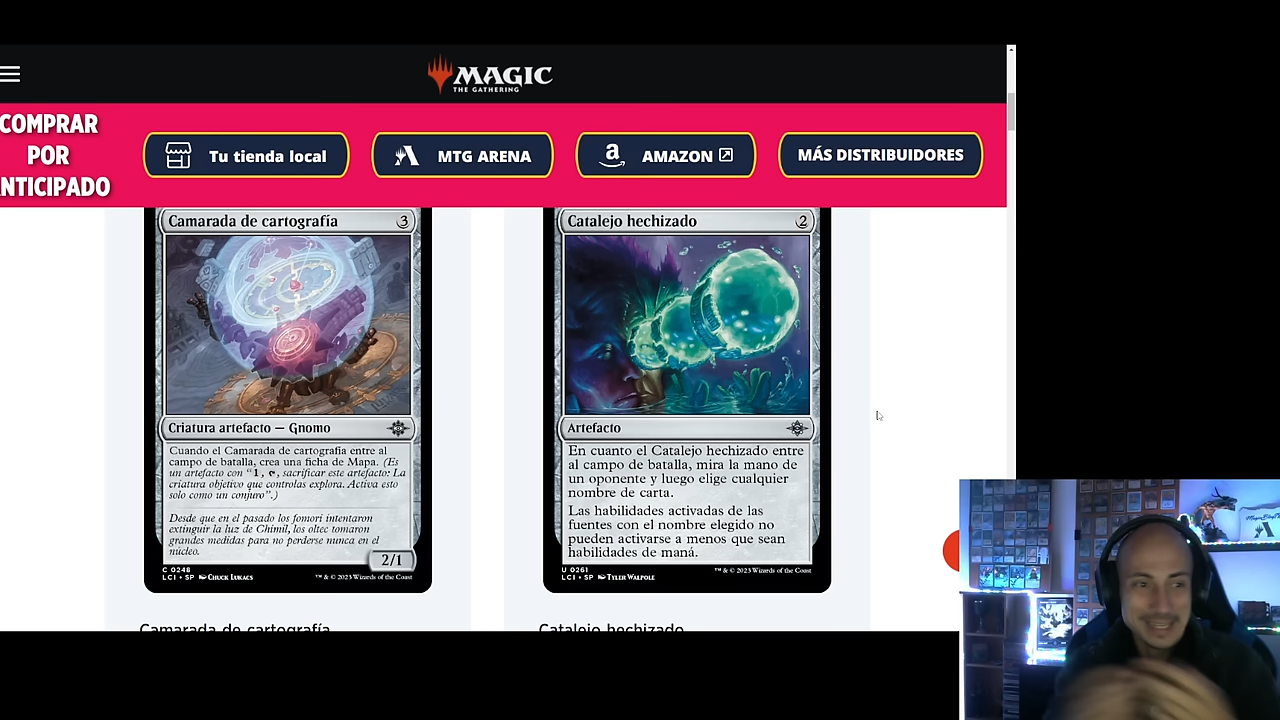 MAGIC
THE GATHERING
COMPRAR
POR
ANTICIPADO
Tu tienda local
MTG ARENA
AMAZON
MÁS DISTRIBUIDORES
Camarada de cartografía 3
Criatura artefacto — Gnomo
Cuando el Camarada de cartografía entre al
campo de batalla, crea una ficha de Mapa. (Es
un artefacto con “1, , sacrificar este artefacto: La
criatura objetivo que controlas explora. Activa esto
solo como un conjuro”.)
Desde que en el pasado los fomori intentaron
extinguir la luz de Chimil, los oltec tomaron
grandes medidas para no perderse nunca en el
núcleo.
2/1
C 0248
LCI • SP CHUCK LUKACS
™ & © 2023 Wizards of the Coast
Camarada de cartografía
Catalejo hechizado 2
Artefacto
En cuanto el Catalejo hechizado entre
al campo de batalla, mira la mano de
un oponente y luego elige cualquier
nombre de carta.
Las habilidades activadas de las
fuentes con el nombre elegido no
pueden activarse a menos que sean
habilidades de maná.
U 0261
LCI • SP TYLER WALPOLE
™ & © 2023 Wizards of the Coast
Catalejo hechizado